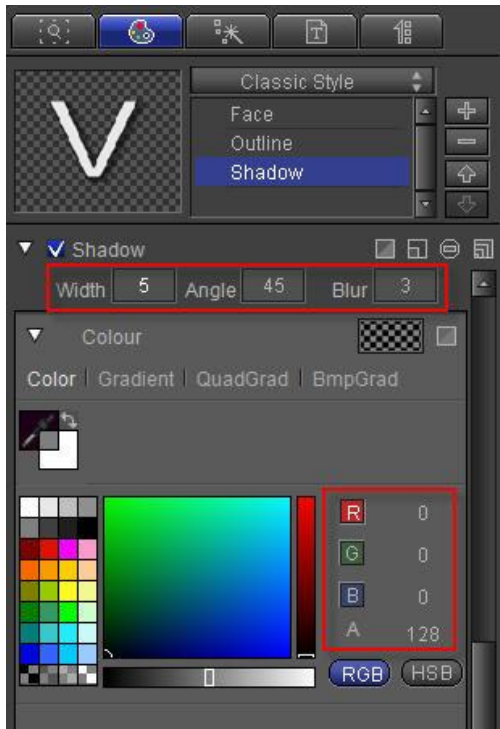 T
V
Classic Style
Face
Outline
Shadow
Shadow
Width 5 Angle 45 Blur 3
Colour
Color | Gradient | QuadGrad | BmpGrad
R 0
G 0
B 0
A 128
RGB HSB